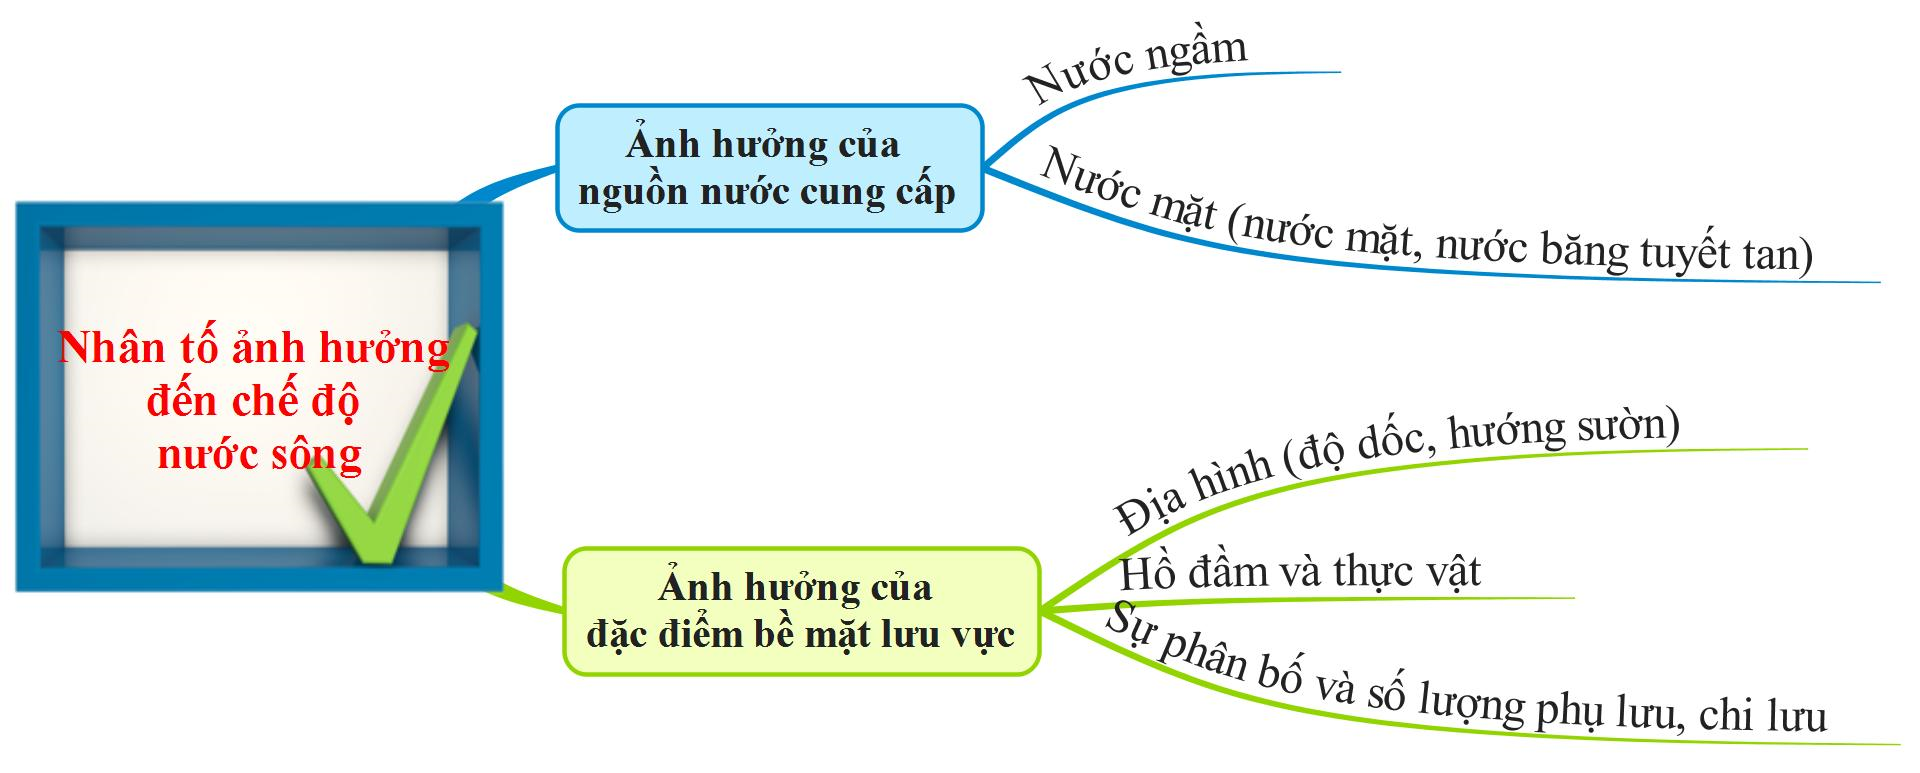 Nhân tố ảnh hưởng
đến chế độ
nước sông
Ảnh hưởng của
nguồn nước cung cấp
Nước ngầm
Nước mặt (nước mặt, nước băng tuyết tan)
Ảnh hưởng của
đặc điểm bề mặt lưu vực
Địa hình (độ dốc, hướng sườn)
Hồ đầm và thực vật
Sự phân bố và số lượng phụ lưu, chi lưu